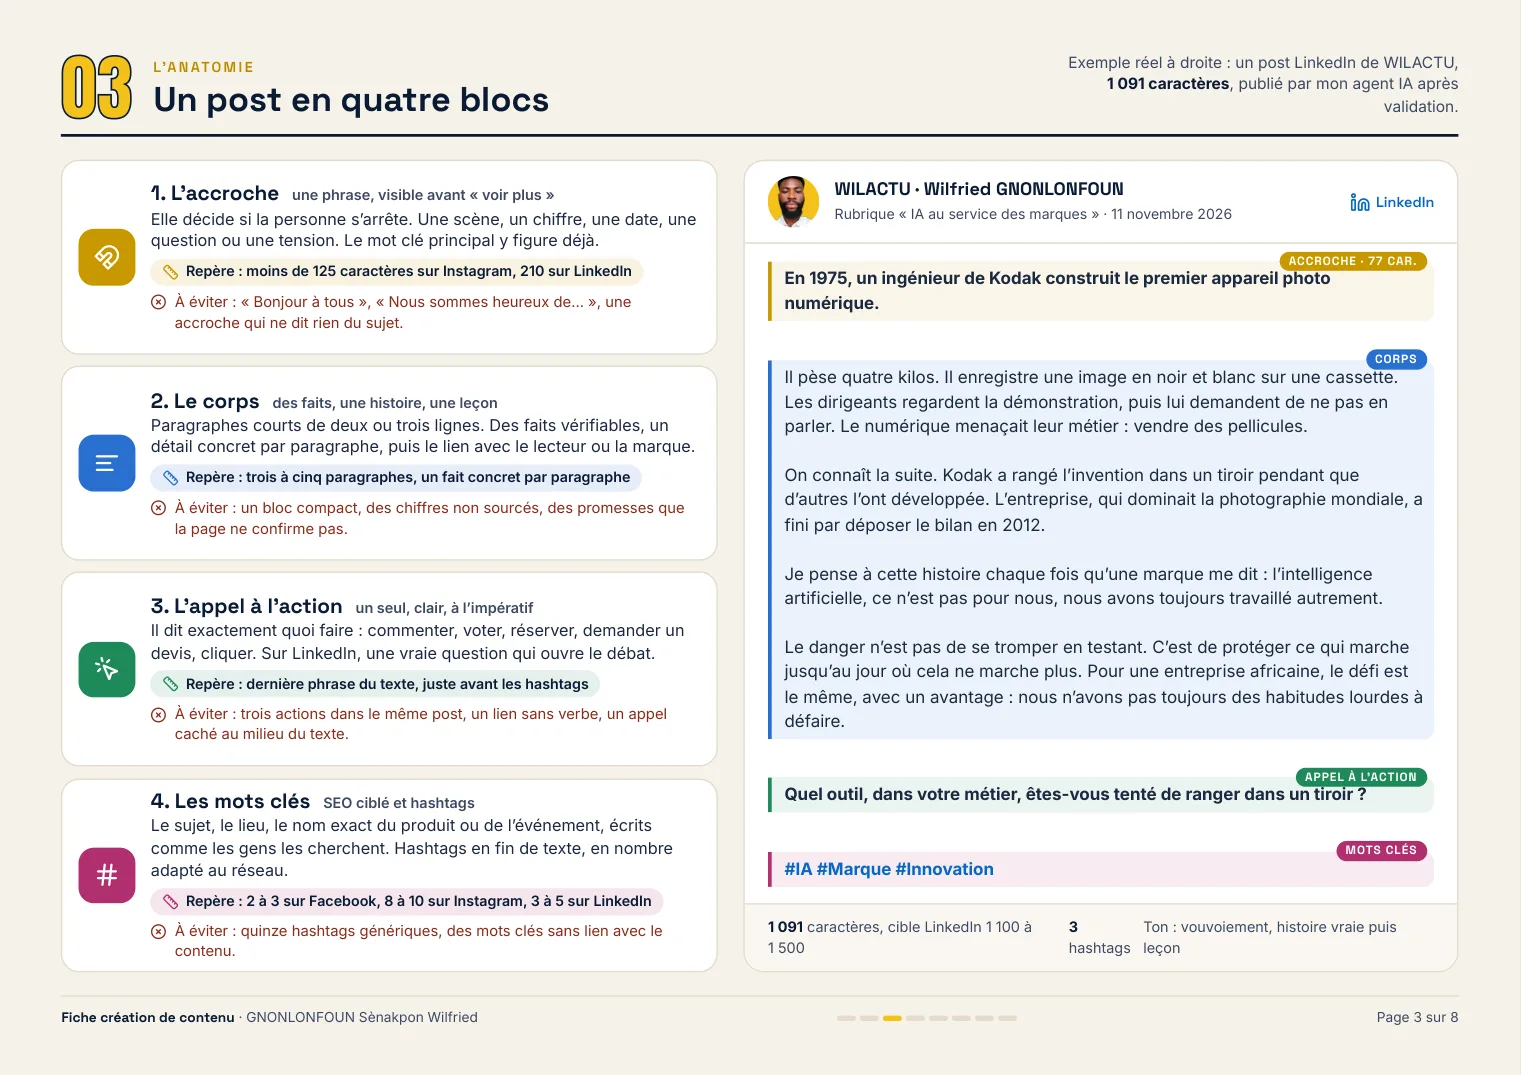 03
L'ANATOMIE
Un post en quatre blocs
Exemple réel à droite : un post LinkedIn de WILACTU,
1 091 caractères, publié par mon agent IA après
validation.
1. L'accroche une phrase, visible avant « voir plus »
Elle décide si la personne s'arrête. Une scène, un chiffre, une date, une
question ou une tension. Le mot clé principal y figure déjà.
Repère : moins de 125 caractères sur Instagram, 210 sur LinkedIn
À éviter : « Bonjour à tous », « Nous sommes heureux de… », une
accroche qui ne dit rien du sujet.
2. Le corps des faits, une histoire, une leçon
Paragraphes courts de deux ou trois lignes. Des faits vérifiables, un
détail concret par paragraphe, puis le lien avec le lecteur ou la marque.
Repère : trois à cinq paragraphes, un fait concret par paragraphe
À éviter : un bloc compact, des chiffres non sourcés, des promesses que
la page ne confirme pas.
3. L'appel à l'action un seul, clair, à l'impératif
Il dit exactement quoi faire : commenter, voter, réserver, demander un
devis, cliquer. Sur LinkedIn, une vraie question qui ouvre le débat.
Repère : dernière phrase du texte, juste avant les hashtags
À éviter : trois actions dans le même post, un lien sans verbe, un appel
caché au milieu du texte.
4. Les mots clés SEO ciblé et hashtags
Le sujet, le lieu, le nom exact du produit ou de l'événement, écrits
comme les gens les cherchent. Hashtags en fin de texte, en nombre
adapté au réseau.
Repère : 2 à 3 sur Facebook, 8 à 10 sur Instagram, 3 à 5 sur LinkedIn
À éviter : quinze hashtags génériques, des mots clés sans lien avec le
contenu.
WILACTU · Wilfried GNONLONFOUN
Rubrique « IA au service des marques » · 11 novembre 2026
LinkedIn
ACCROCHE · 77 CAR.
En 1975, un ingénieur de Kodak construit le premier appareil photo
numérique.
CORPS
Il pèse quatre kilos. Il enregistre une image en noir et blanc sur une cassette.
Les dirigeants regardent la démonstration, puis lui demandent de ne pas en
parler. Le numérique menaçait leur métier : vendre des pellicules.
On connaît la suite. Kodak a rangé l'invention dans un tiroir pendant que
d'autres l'ont développée. L'entreprise, qui dominait la photographie mondiale, a
fini par déposer le bilan en 2012.
Je pense à cette histoire chaque fois qu'une marque me dit : l'intelligence
artificielle, ce n'est pas pour nous, nous avons toujours travaillé autrement.
Le danger n'est pas de se tromper en testant. C'est de protéger ce qui marche
jusqu'au jour où cela ne marche plus. Pour une entreprise africaine, le défi est
le même, avec un avantage : nous n'avons pas toujours des habitudes lourdes à
défaire.
APPEL À L'ACTION
Quel outil, dans votre métier, êtes-vous tenté de ranger dans un tiroir ?
MOTS CLÉS
#IA #Marque #Innovation
1 091 caractères, cible LinkedIn 1 100 à
1 500
3
hashtags
Ton : vouvoiement, histoire vraie puis
leçon
Fiche création de contenu · GNONLONFOUN Sènakpon Wilfried
Page 3 sur 8